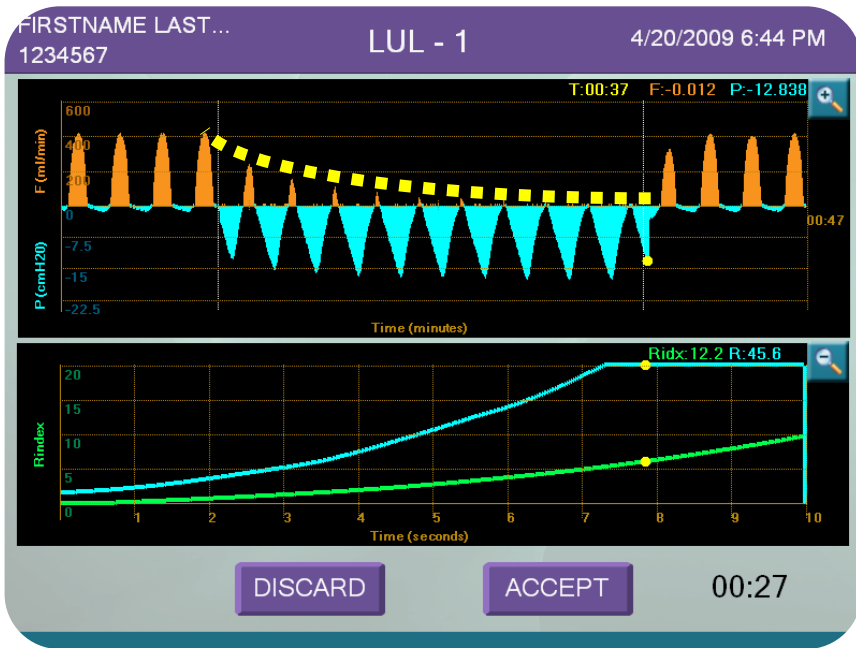 FIRSTNAME LAST...
1234567
LUL - 1
4/20/2009 6:44 PM
T:00:37 F:-0.012 P:-12.838
F (ml/min)
600
400
200
0
P (cmH20)
-7.5
-15
-22.5
00:47
Time (minutes)
Ridx:12.2 R:45.6
Rindex
20
15
10
5
0
1 2 3 4 5 6 7 8 9 10
Time (seconds)
DISCARD
ACCEPT
00:27